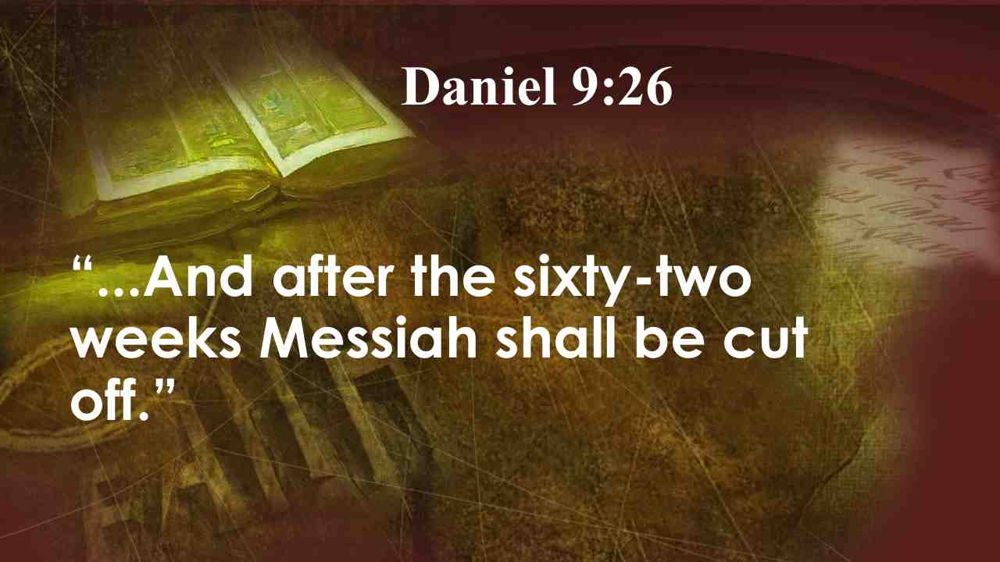 Daniel 9:26
“...And after the sixty-two
weeks Messiah shall be cut
off.”